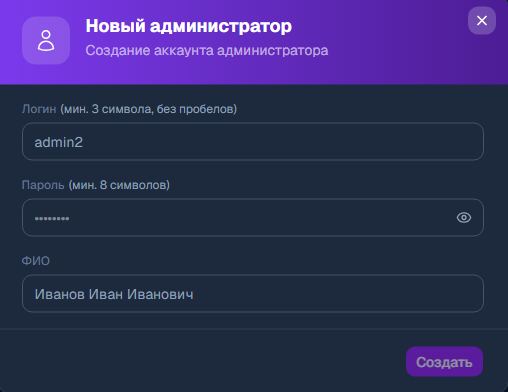 Новый администратор
Создание аккаунта администратора
Логин (мин. 3 символа, без пробелов)
admin2
Пароль (мин. 8 символов)
••••••••
ФИО
Иванов Иван Иванович
Создать